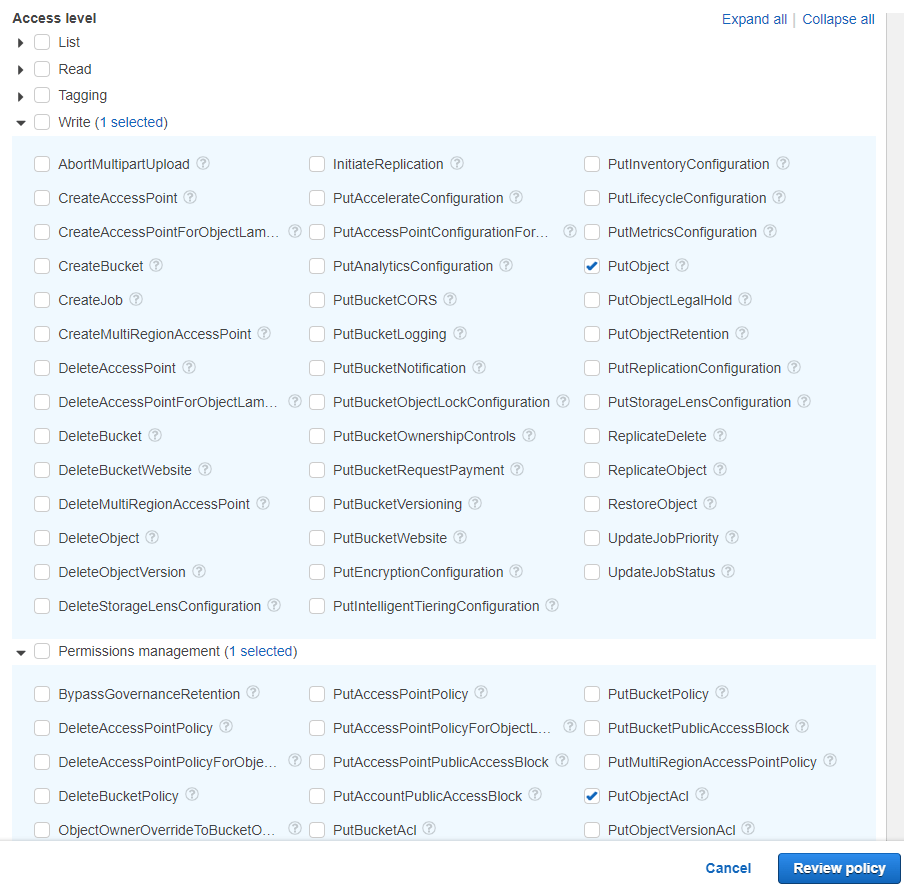 Access level
Expand all | Collapse all
List
Read
Tagging
Write (1 selected)
AbortMultipartUpload InitiateReplication PutInventoryConfiguration
CreateAccessPoint PutAccelerateConfiguration PutLifecycleConfiguration
CreateAccessPointForObjectLam... PutAccessPointConfigurationFor... PutMetricsConfiguration
CreateBucket PutAnalyticsConfiguration PutObject
CreateJob PutBucketCORS PutObjectLegalHold
CreateMultiRegionAccessPoint PutBucketLogging PutObjectRetention
DeleteAccessPoint PutBucketNotification PutReplicationConfiguration
DeleteAccessPointForObjectLam... PutBucketObjectLockConfiguration PutStorageLensConfiguration
DeleteBucket PutBucketOwnershipControls ReplicateDelete
DeleteBucketWebsite PutBucketRequestPayment ReplicateObject
DeleteMultiRegionAccessPoint PutBucketVersioning RestoreObject
DeleteObject PutBucketWebsite UpdateJobPriority
DeleteObjectVersion PutEncryptionConfiguration UpdateJobStatus
DeleteStorageLensConfiguration PutIntelligentTieringConfiguration
Permissions management (1 selected)
BypassGovernanceRetention PutAccessPointPolicy PutBucketPolicy
DeleteAccessPointPolicy PutAccessPointPolicyForObjectL... PutBucketPublicAccessBlock
DeleteAccessPointPolicyForObje... PutAccessPointPublicAccessBlock PutMultiRegionAccessPointPolicy
DeleteBucketPolicy PutAccountPublicAccessBlock PutObjectAcl
ObjectOwnerOverrideToBucketO... PutBucketAcl PutObjectVersionAcl
Cancel Review policy